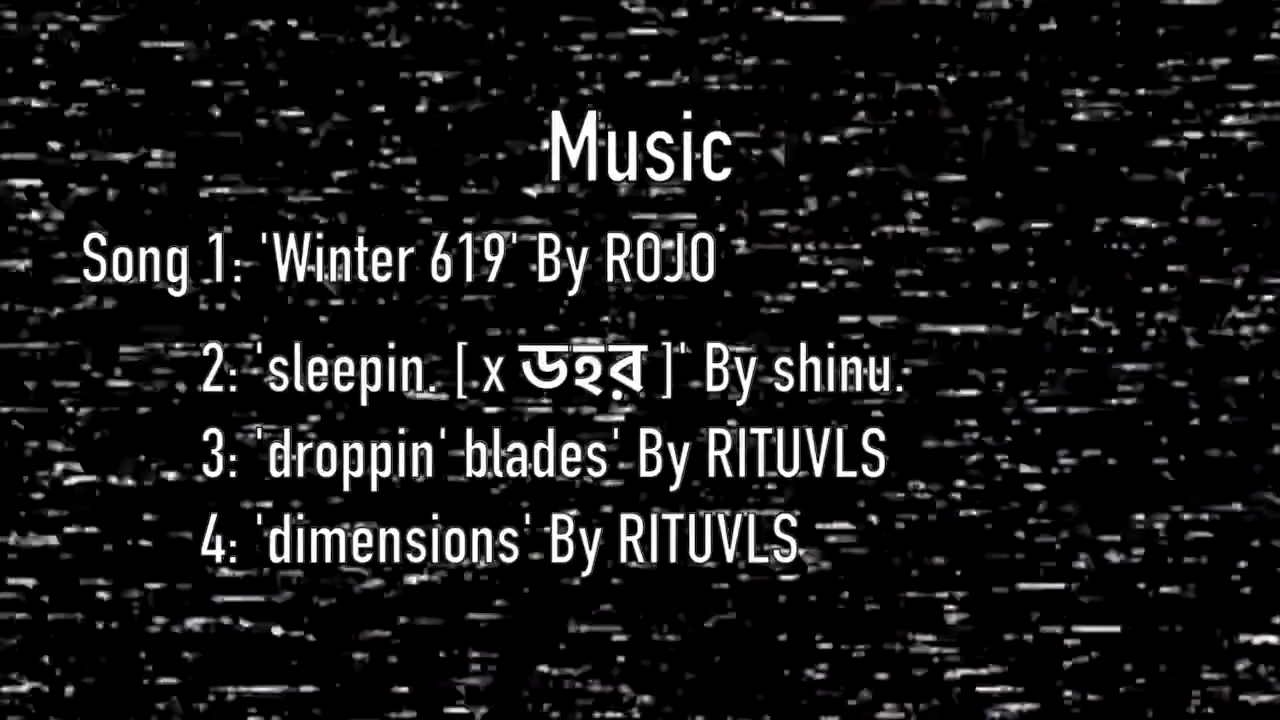 Music
Song 1: 'Winter 619' By ROJO
2: 'sleepin. [ x ডহর ]' By shinu.
3: 'droppin' blades' By RITUVLS
4: 'dimensions' By RITUVLS